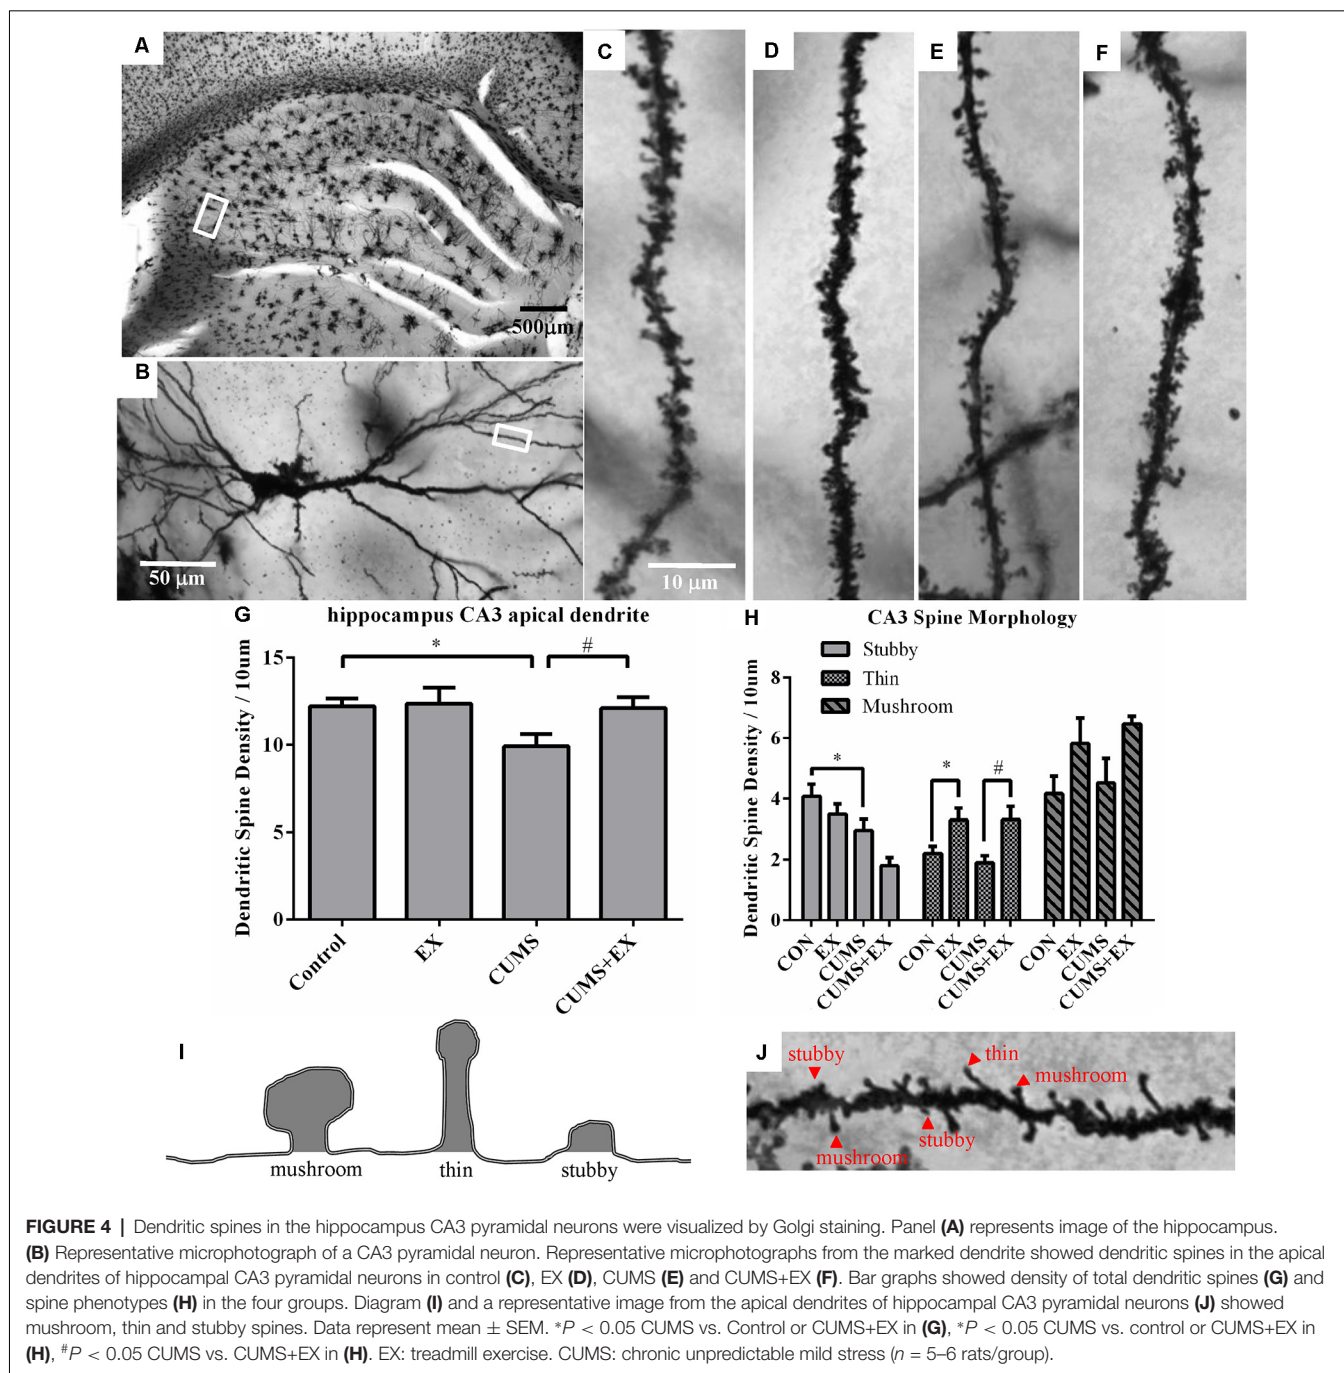 A
500μm
B
50 μm
C
10 μm
D
E
F
G
hippocampus CA3 apical dendrite
Dendritic Spine Density / 10um
15
10
5
0
*
#
Control
EX
CUMS
CUMS+EX
H
CA3 Spine Morphology
Stubby
Thin
Mushroom
Dendritic Spine Density / 10um
8
6
4
2
0
*
*
#
CON
EX
CUMS
CUMS+EX
CON
EX
CUMS
CUMS+EX
CON
EX
CUMS
CUMS+EX
I
mushroom
thin
stubby
J
stubby
thin
mushroom
mushroom
stubby
FIGURE 4 | Dendritic spines in the hippocampus CA3 pyramidal neurons were visualized by Golgi staining. Panel (A) represents image of the hippocampus.
(B) Representative microphotograph of a CA3 pyramidal neuron. Representative microphotographs from the marked dendrite showed dendritic spines in the apical
dendrites of hippocampal CA3 pyramidal neurons in control (C), EX (D), CUMS (E) and CUMS+EX (F). Bar graphs showed density of total dendritic spines (G) and
spine phenotypes (H) in the four groups. Diagram (I) and a representative image from the apical dendrites of hippocampal CA3 pyramidal neurons (J) showed
mushroom, thin and stubby spines. Data represent mean ± SEM. *P < 0.05 CUMS vs. Control or CUMS+EX in (G), *P < 0.05 CUMS vs. control or CUMS+EX in
(H), #P < 0.05 CUMS vs. CUMS+EX in (H). EX: treadmill exercise. CUMS: chronic unpredictable mild stress (n = 5–6 rats/group).